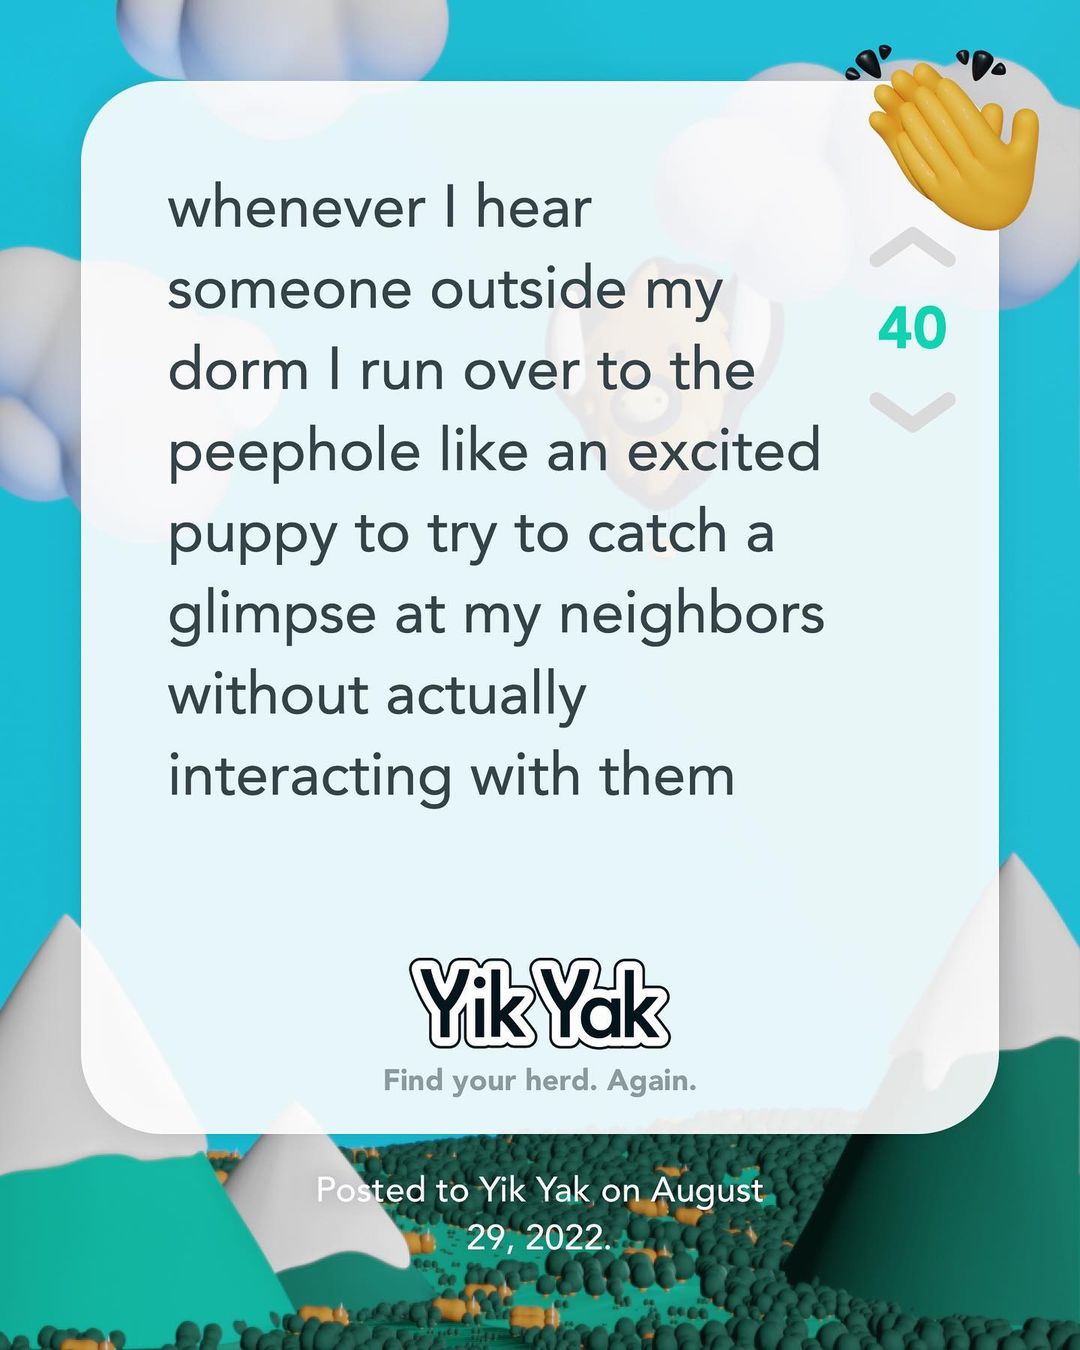 whenever I hear
someone outside my
dorm I run over to the
peephole like an excited
puppy to try to catch a
glimpse at my neighbors
without actually
interacting with them
40
Yik Yak
Find your herd. Again.
Posted to Yik Yak on August
29, 2022.